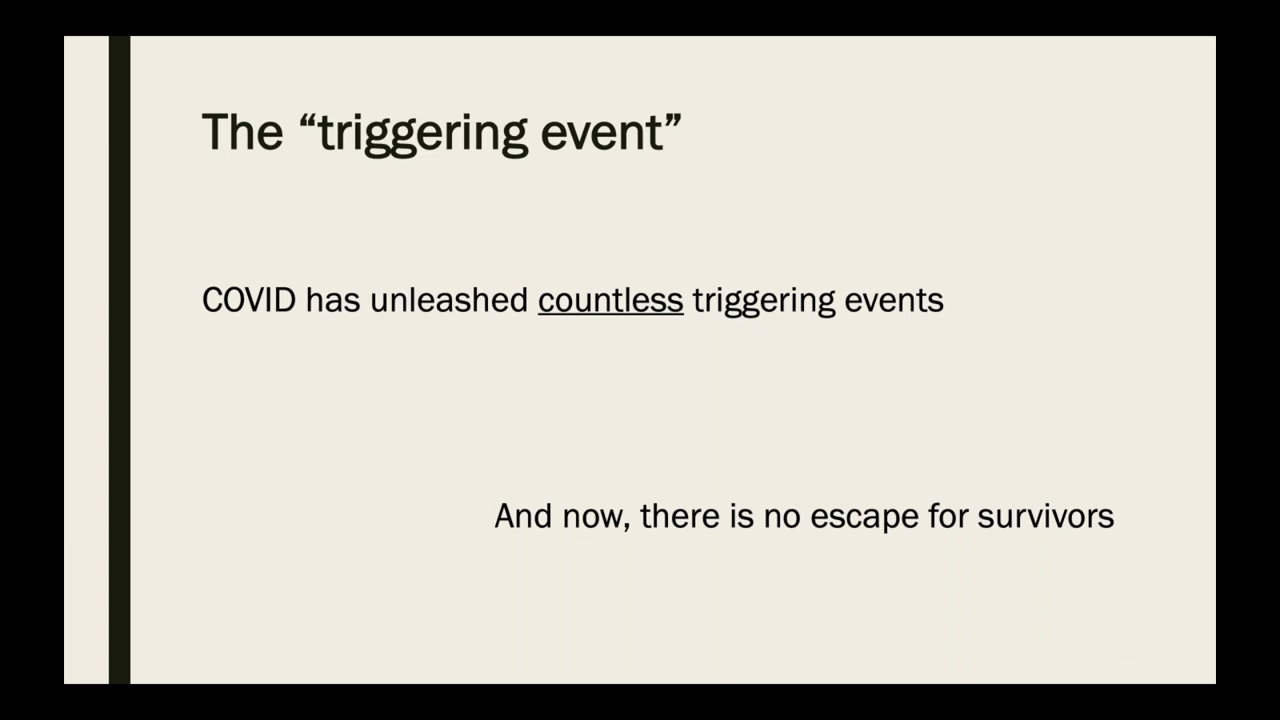 The “triggering event”
COVID has unleashed countless triggering events
And now, there is no escape for survivors